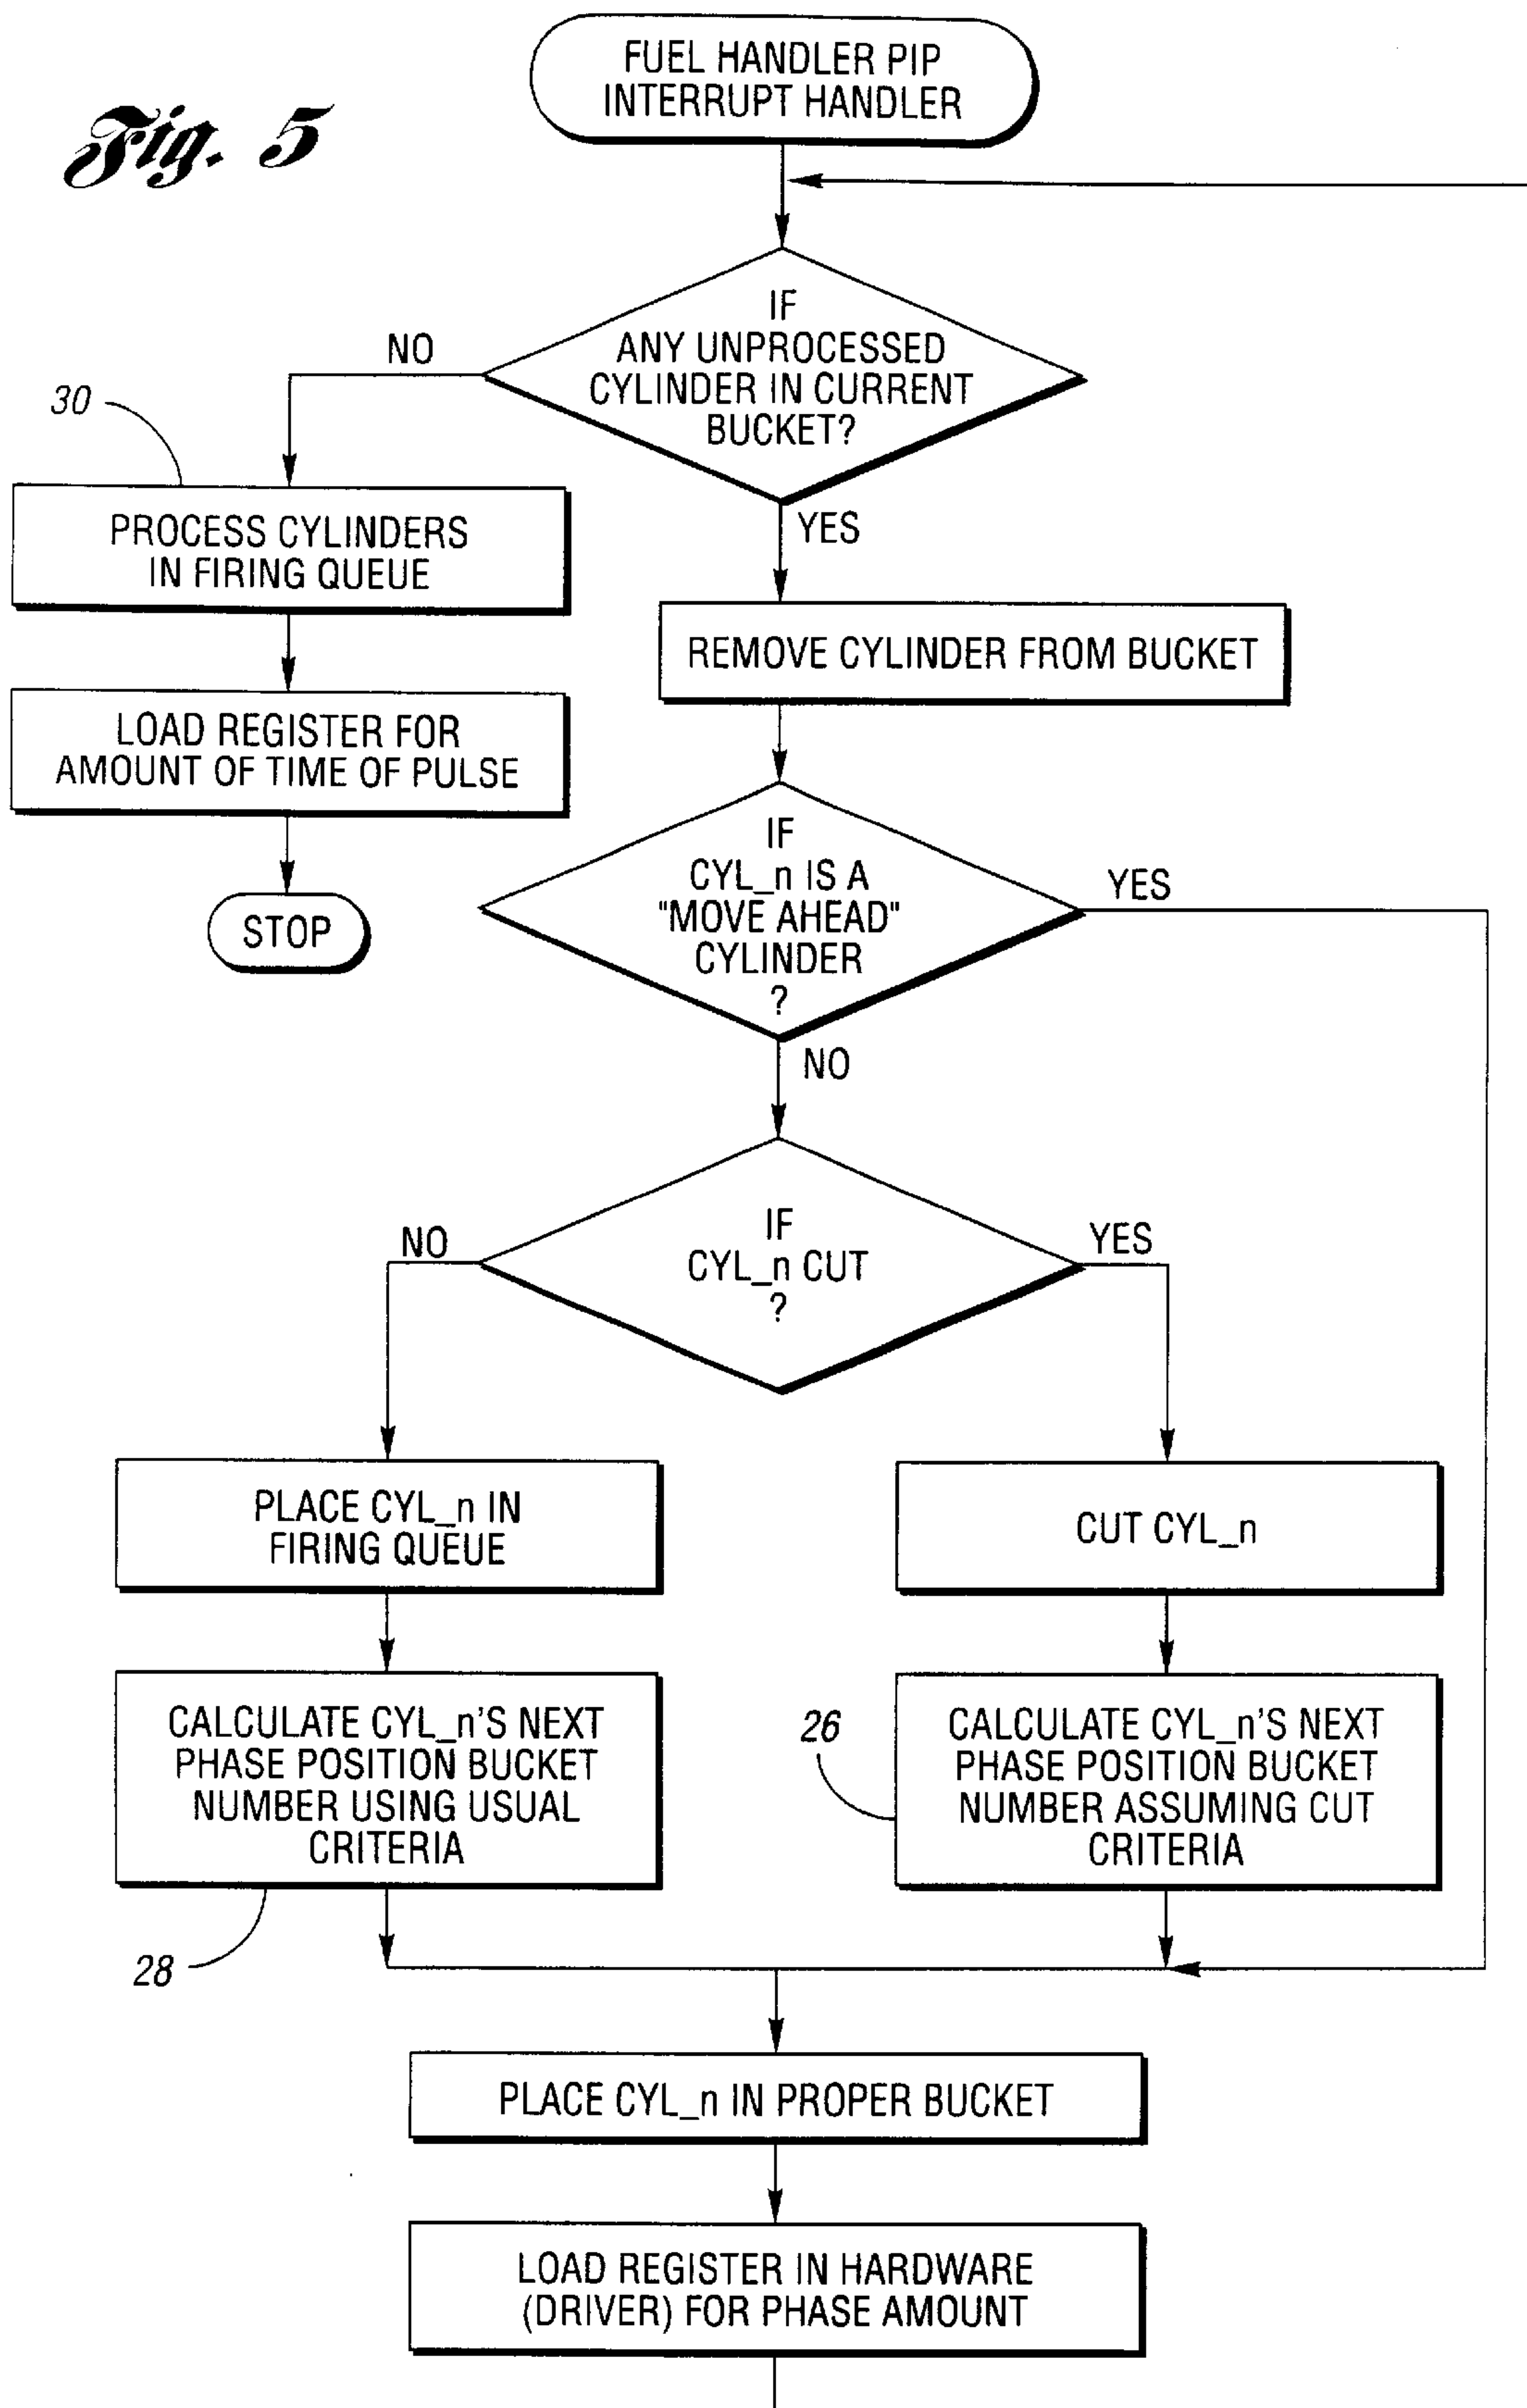 Fig. 5
FUEL HANDLER PIP
INTERRUPT HANDLER
IF
ANY UNPROCESSED
CYLINDER IN CURRENT
BUCKET?
NO
YES
30
PROCESS CYLINDERS
IN FIRING QUEUE
LOAD REGISTER FOR
AMOUNT OF TIME OF PULSE
STOP
REMOVE CYLINDER FROM BUCKET
IF
CYL_n IS A
"MOVE AHEAD"
CYLINDER
?
YES
NO
IF
CYL_n CUT
?
NO
YES
PLACE CYL_n IN
FIRING QUEUE
CUT CYL_n
CALCULATE CYL_n'S NEXT
PHASE POSITION BUCKET
NUMBER USING USUAL
CRITERIA
28
26
CALCULATE CYL_n'S NEXT
PHASE POSITION BUCKET
NUMBER ASSUMING CUT
CRITERIA
PLACE CYL_n IN PROPER BUCKET
LOAD REGISTER IN HARDWARE
(DRIVER) FOR PHASE AMOUNT